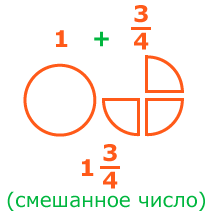 1 + 3/4
1 3/4
(смешанное число)